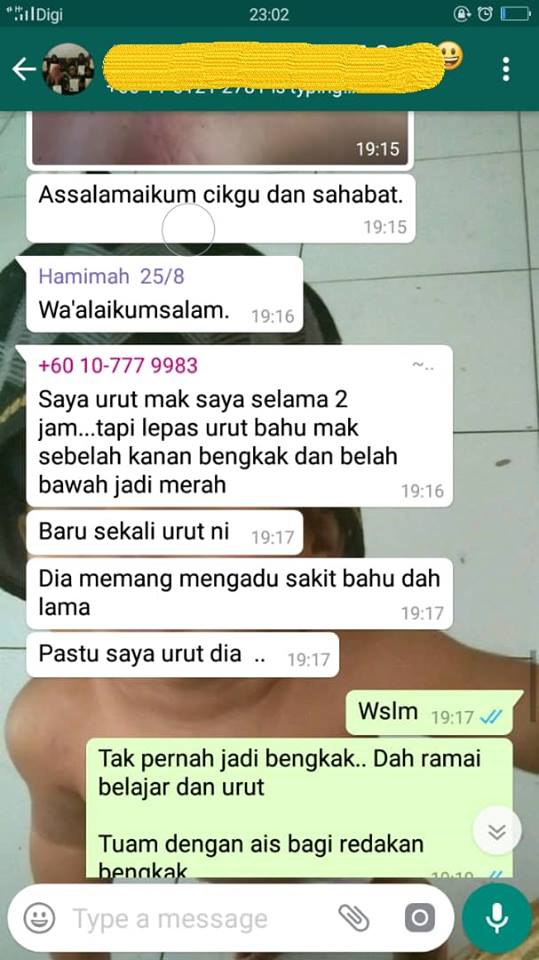 Digi
23:02
19:15
Assalamaikum cikgu dan sahabat.
19:15
Hamimah 25/8
Wa'alaikumsalam.
19:16
+60 10-777 9983
~..
Saya urut mak saya selama 2
jam...tapi lepas urut bahu mak
sebelah kanan bengkak dan belah
bawah jadi merah
19:16
Baru sekali urut ni
19:17
Dia memang mengadu sakit bahu dah
lama
19:17
Pastu saya urut dia ..
19:17
Wslm
19:17
Tak pernah jadi bengkak.. Dah ramai
belajar dan urut
Tuam dengan ais bagi redakan
bengkak
Type a message